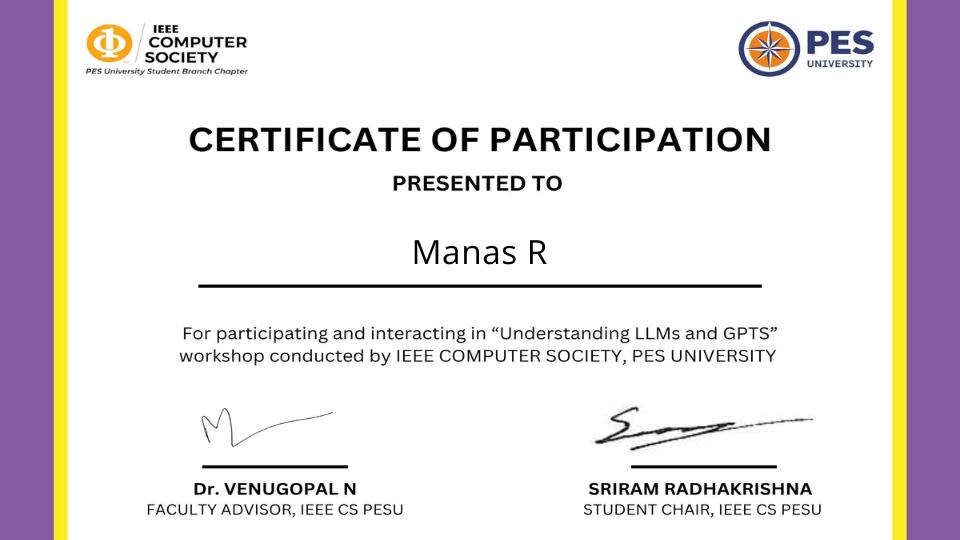 IEEE
COMPUTER
SOCIETY
PES University Student Branch Chapter
PES
UNIVERSITY
CERTIFICATE OF PARTICIPATION
PRESENTED TO
Manas R
For participating and interacting in “Understanding LLMs and GPTS”
workshop conducted by IEEE COMPUTER SOCIETY, PES UNIVERSITY
Dr. VENUGOPAL N
FACULTY ADVISOR, IEEE CS PESU
SRIRAM RADHAKRISHNA
STUDENT CHAIR, IEEE CS PESU